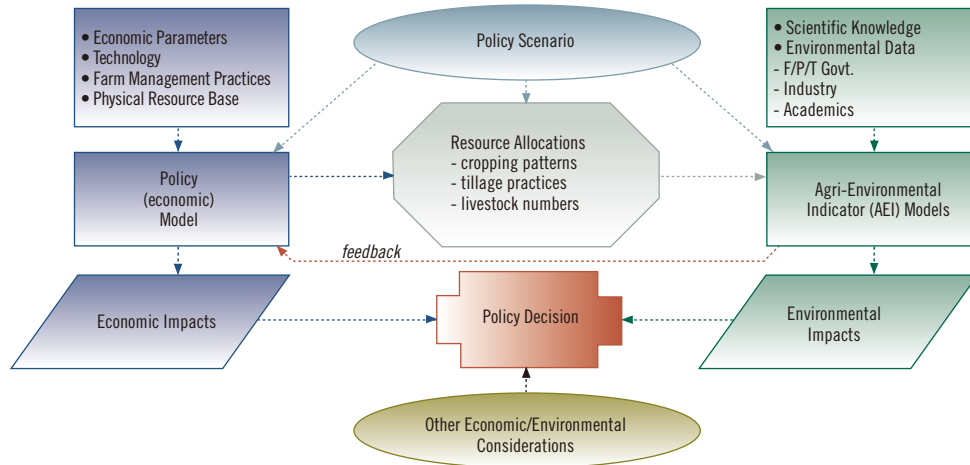 ● Economic Parameters
● Technology
● Farm Management Practices
● Physical Resource Base
Policy Scenario
● Scientific Knowledge
● Environmental Data
- F/P/T Govt.
- Industry
- Academics
Policy
(economic)
Model
Resource Allocations
- cropping patterns
- tillage practices
- livestock numbers
Agri-Environmental
Indicator (AEI) Models
feedback
Economic Impacts
Policy Decision
Environmental
Impacts
Other Economic/Environmental
Considerations